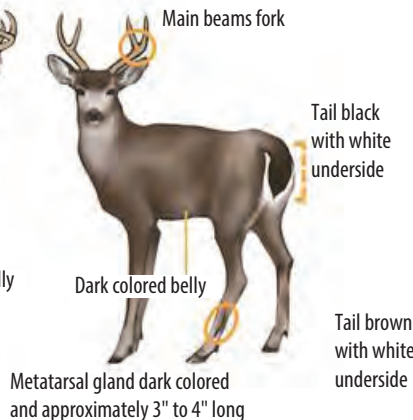 Main beams fork
Tail black
with white
underside
Dark colored belly
Tail brown
with white
underside
Metatarsal gland dark colored
and approximately 3" to 4" long